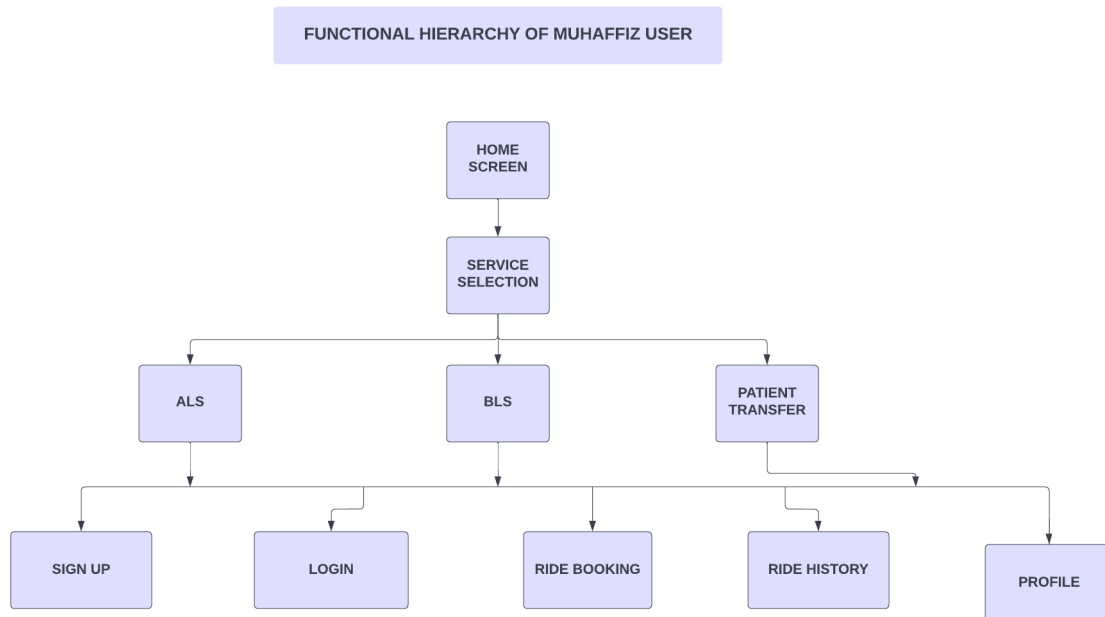 FUNCTIONAL HIERARCHY OF MUHAFFIZ USER
HOME
SCREEN
SERVICE
SELECTION
ALS
BLS
PATIENT
TRANSFER
SIGN UP
LOGIN
RIDE BOOKING
RIDE HISTORY
PROFILE